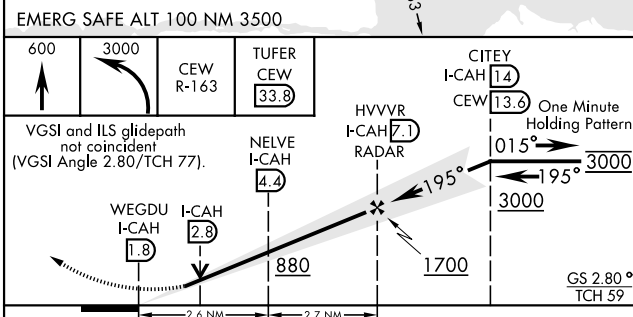 EMERG SAFE ALT 100 NM 3500
600
3000
CEW
R-163
TUFER
CEW
33.8
CITEY
I-CAH 14
CEW 13.6
One Minute
Holding Pattern
VGSI and ILS glidepath
not coincident
(VGSI Angle 2.80/TCH 77).
HVVVR
I-CAH 7.1
RADAR
NELVE
I-CAH
4.4
015°
3000
195°
195°
3000
WEGDU
I-CAH
1.8
I-CAH
2.8
880
1700
GS 2.80°
TCH 59
2.6 NM
2.7 NM